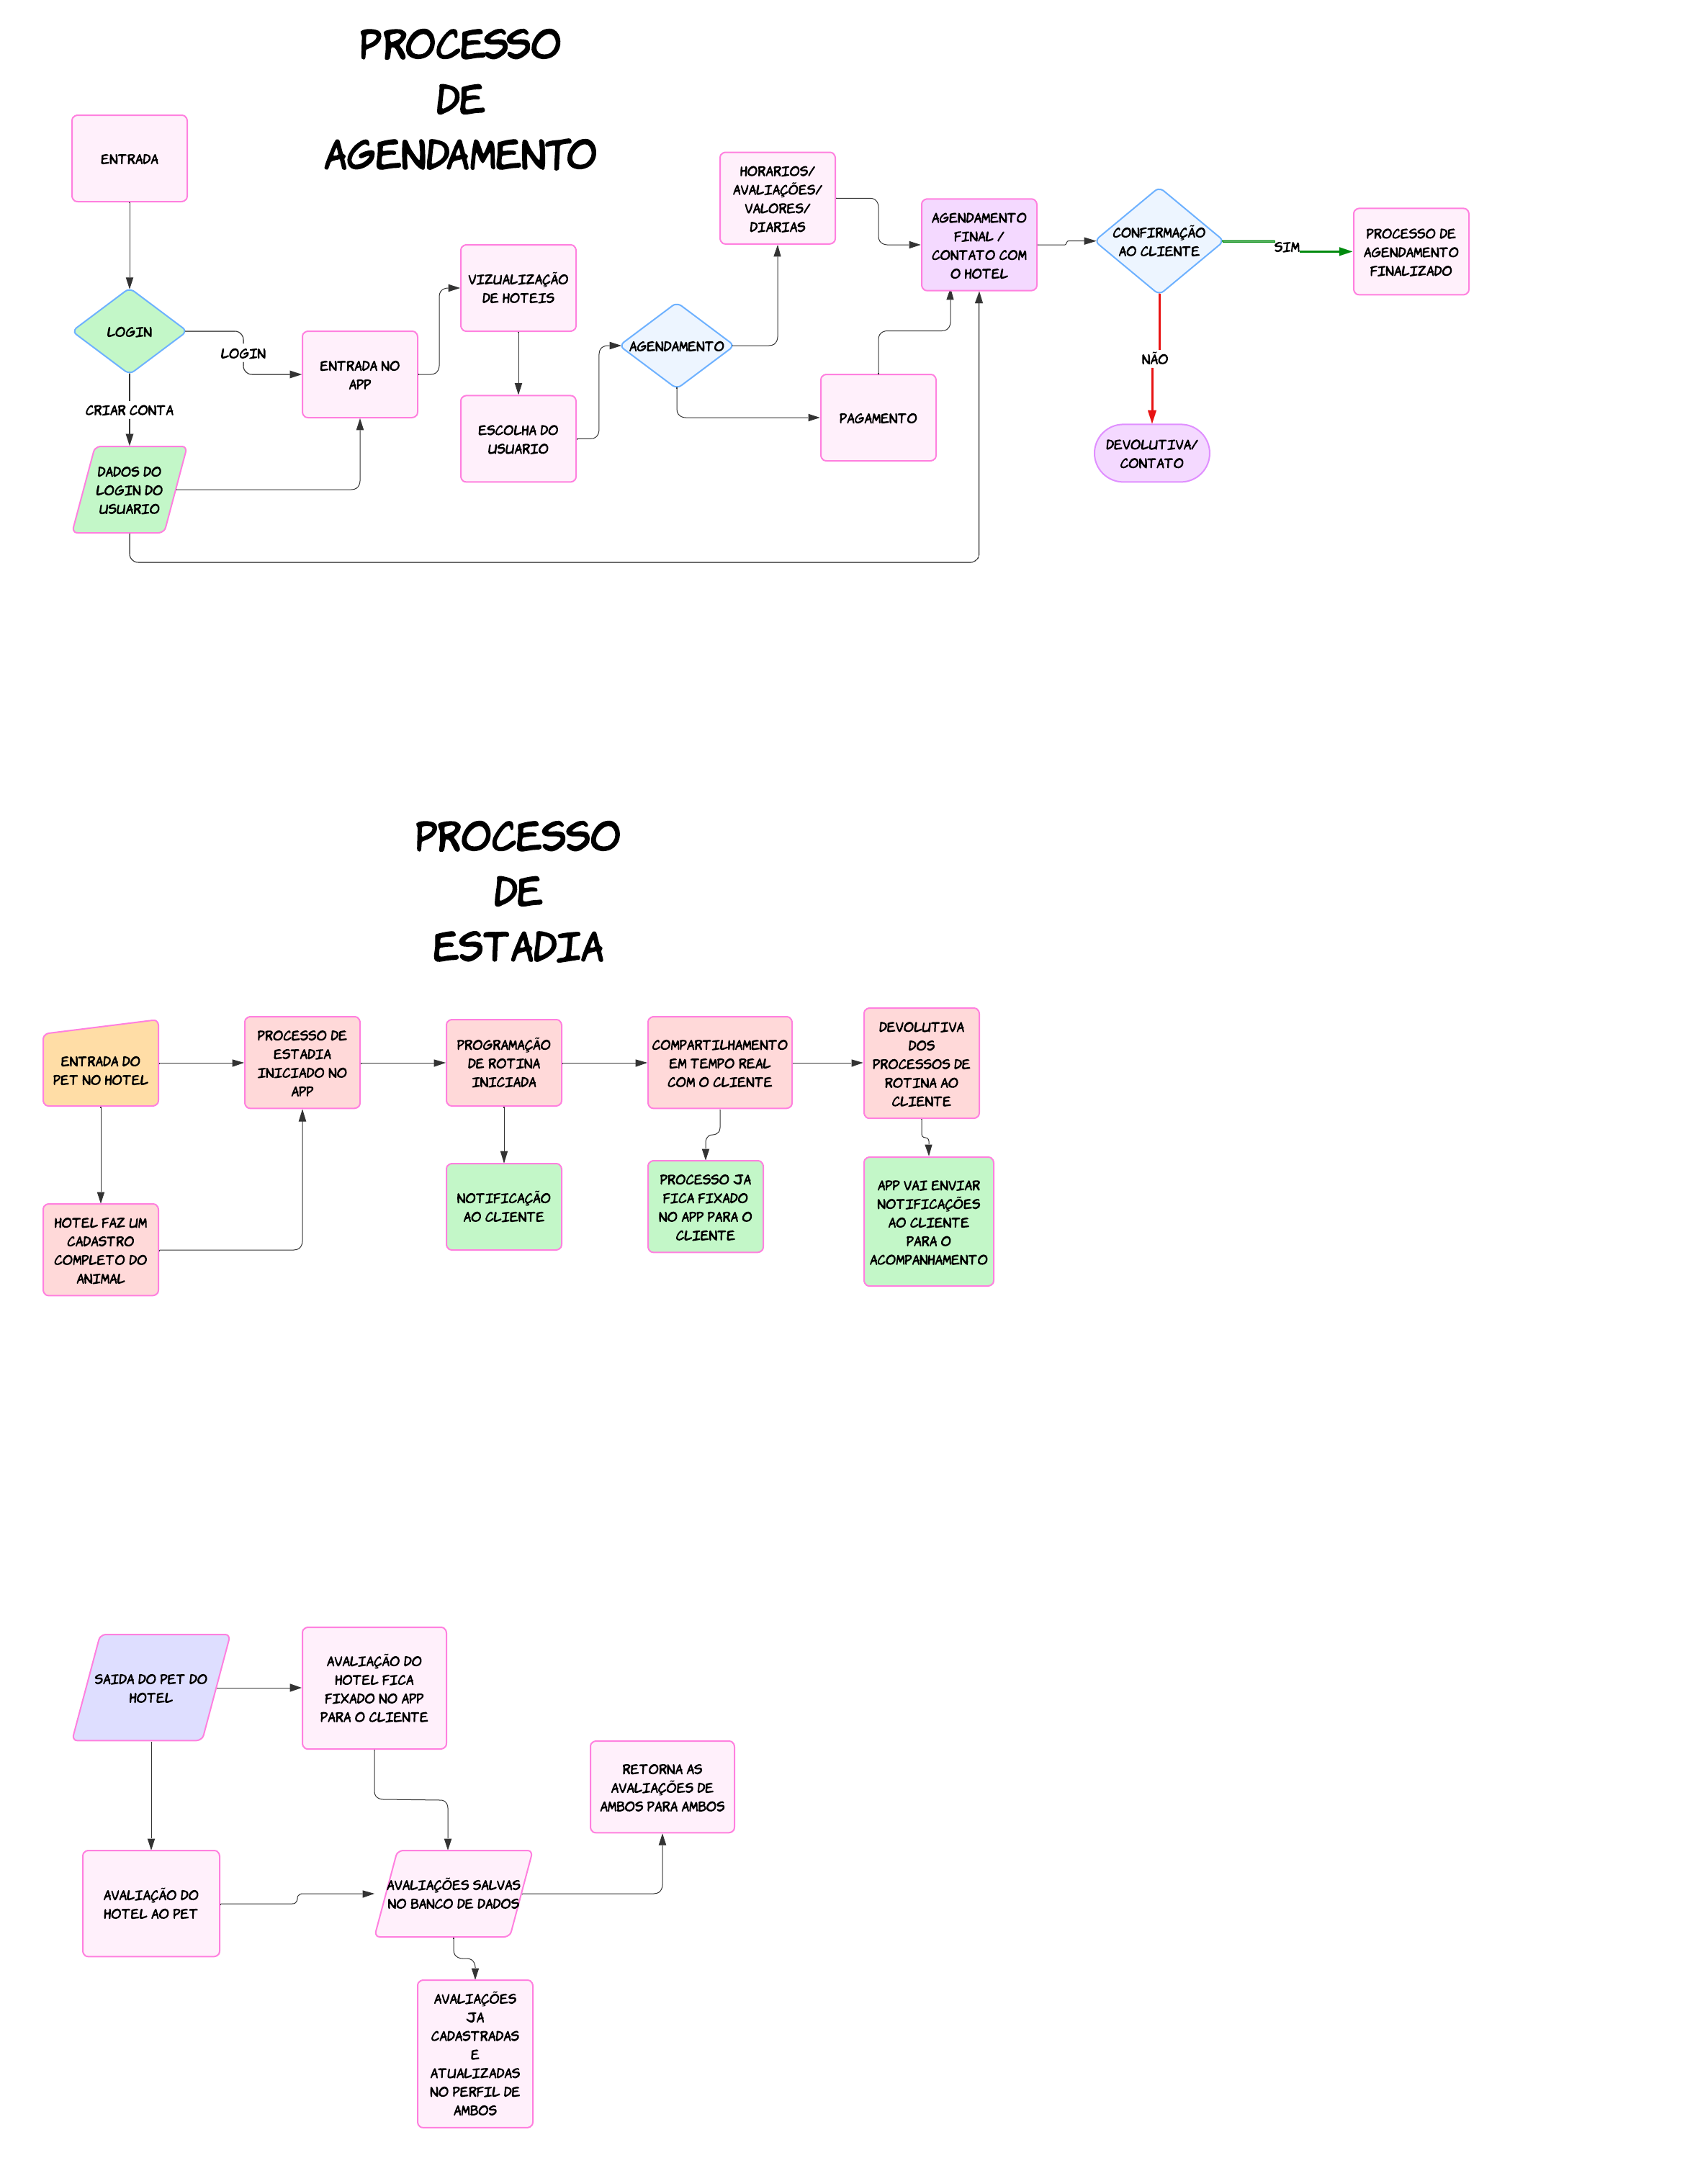 PROCESSO
DE
AGENDAMENTO
ENTRADA
LOGIN
LOGIN
CRIAR CONTA
DADOS DO
LOGIN DO
USUARIO
ENTRADA NO
APP
VIZUALIZAÇÃO
DE HOTEIS
ESCOLHA DO
USUARIO
AGENDAMENTO
HORARIOS/
AVALIAÇÕES/
VALORES/
DIARIAS
PAGAMENTO
AGENDAMENTO
FINAL /
CONTATO COM
O HOTEL
CONFIRMAÇÃO
AO CLIENTE
SIM
PROCESSO DE
AGENDAMENTO
FINALIZADO
NÃO
DEVOLUTIVA/
CONTATO
PROCESSO
DE
ESTADIA
ENTRADA DO
PET NO HOTEL
PROCESSO DE
ESTADIA
INICIADO NO
APP
PROGRAMAÇÃO
DE ROTINA
INICIADA
COMPARTILHAMENTO
EM TEMPO REAL
COM O CLIENTE
DEVOLUTIVA
DOS
PROCESSOS DE
ROTINA AO
CLIENTE
HOTEL FAZ UM
CADASTRO
COMPLETO DO
ANIMAL
NOTIFICAÇÃO
AO CLIENTE
PROCESSO JA
FICA FIXADO
NO APP PARA O
CLIENTE
APP VAI ENVIAR
NOTIFICAÇÕES
AO CLIENTE
PARA O
ACOMPANHAMENTO
SAIDA DO PET DO
HOTEL
AVALIAÇÃO DO
HOTEL FICA
FIXADO NO APP
PARA O CLIENTE
RETORNA AS
AVALIAÇÕES DE
AMBOS PARA AMBOS
AVALIAÇÃO DO
HOTEL AO PET
AVALIAÇÕES SALVAS
NO BANCO DE DADOS
AVALIAÇÕES
JA
CADASTRADAS
E
ATUALIZADAS
NO PERFIL DE
AMBOS